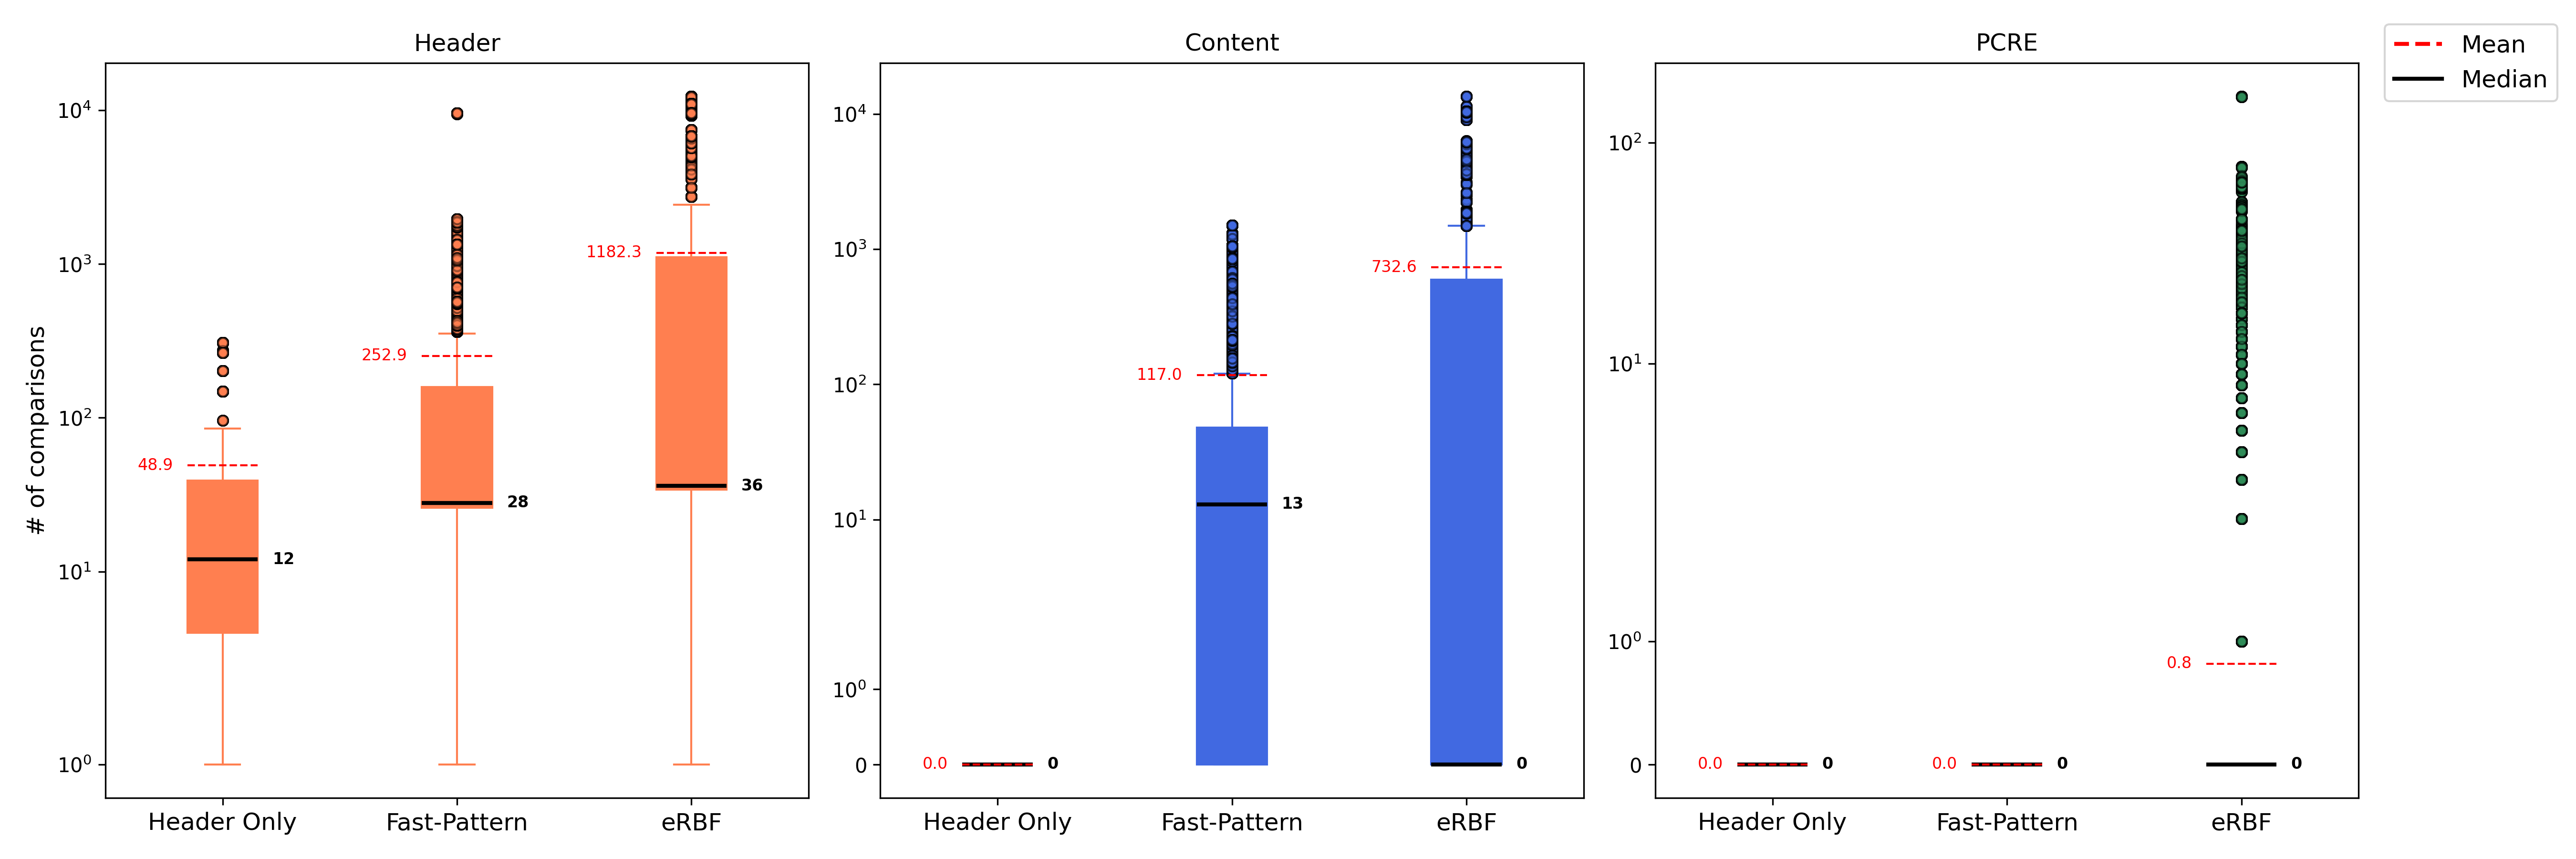 Header
Content
PCRE
Mean
Median
# of comparisons
10^4
10^3
10^2
10^1
10^0
48.9
12
252.9
28
1182.3
36
Header Only
Fast-Pattern
eRBF
10^4
10^3
10^2
10^1
10^0
0
0.0
0
117.0
13
732.6
0
Header Only
Fast-Pattern
eRBF
10^2
10^1
10^0
0
0.0
0
0.0
0
0.8
0
Header Only
Fast-Pattern
eRBF